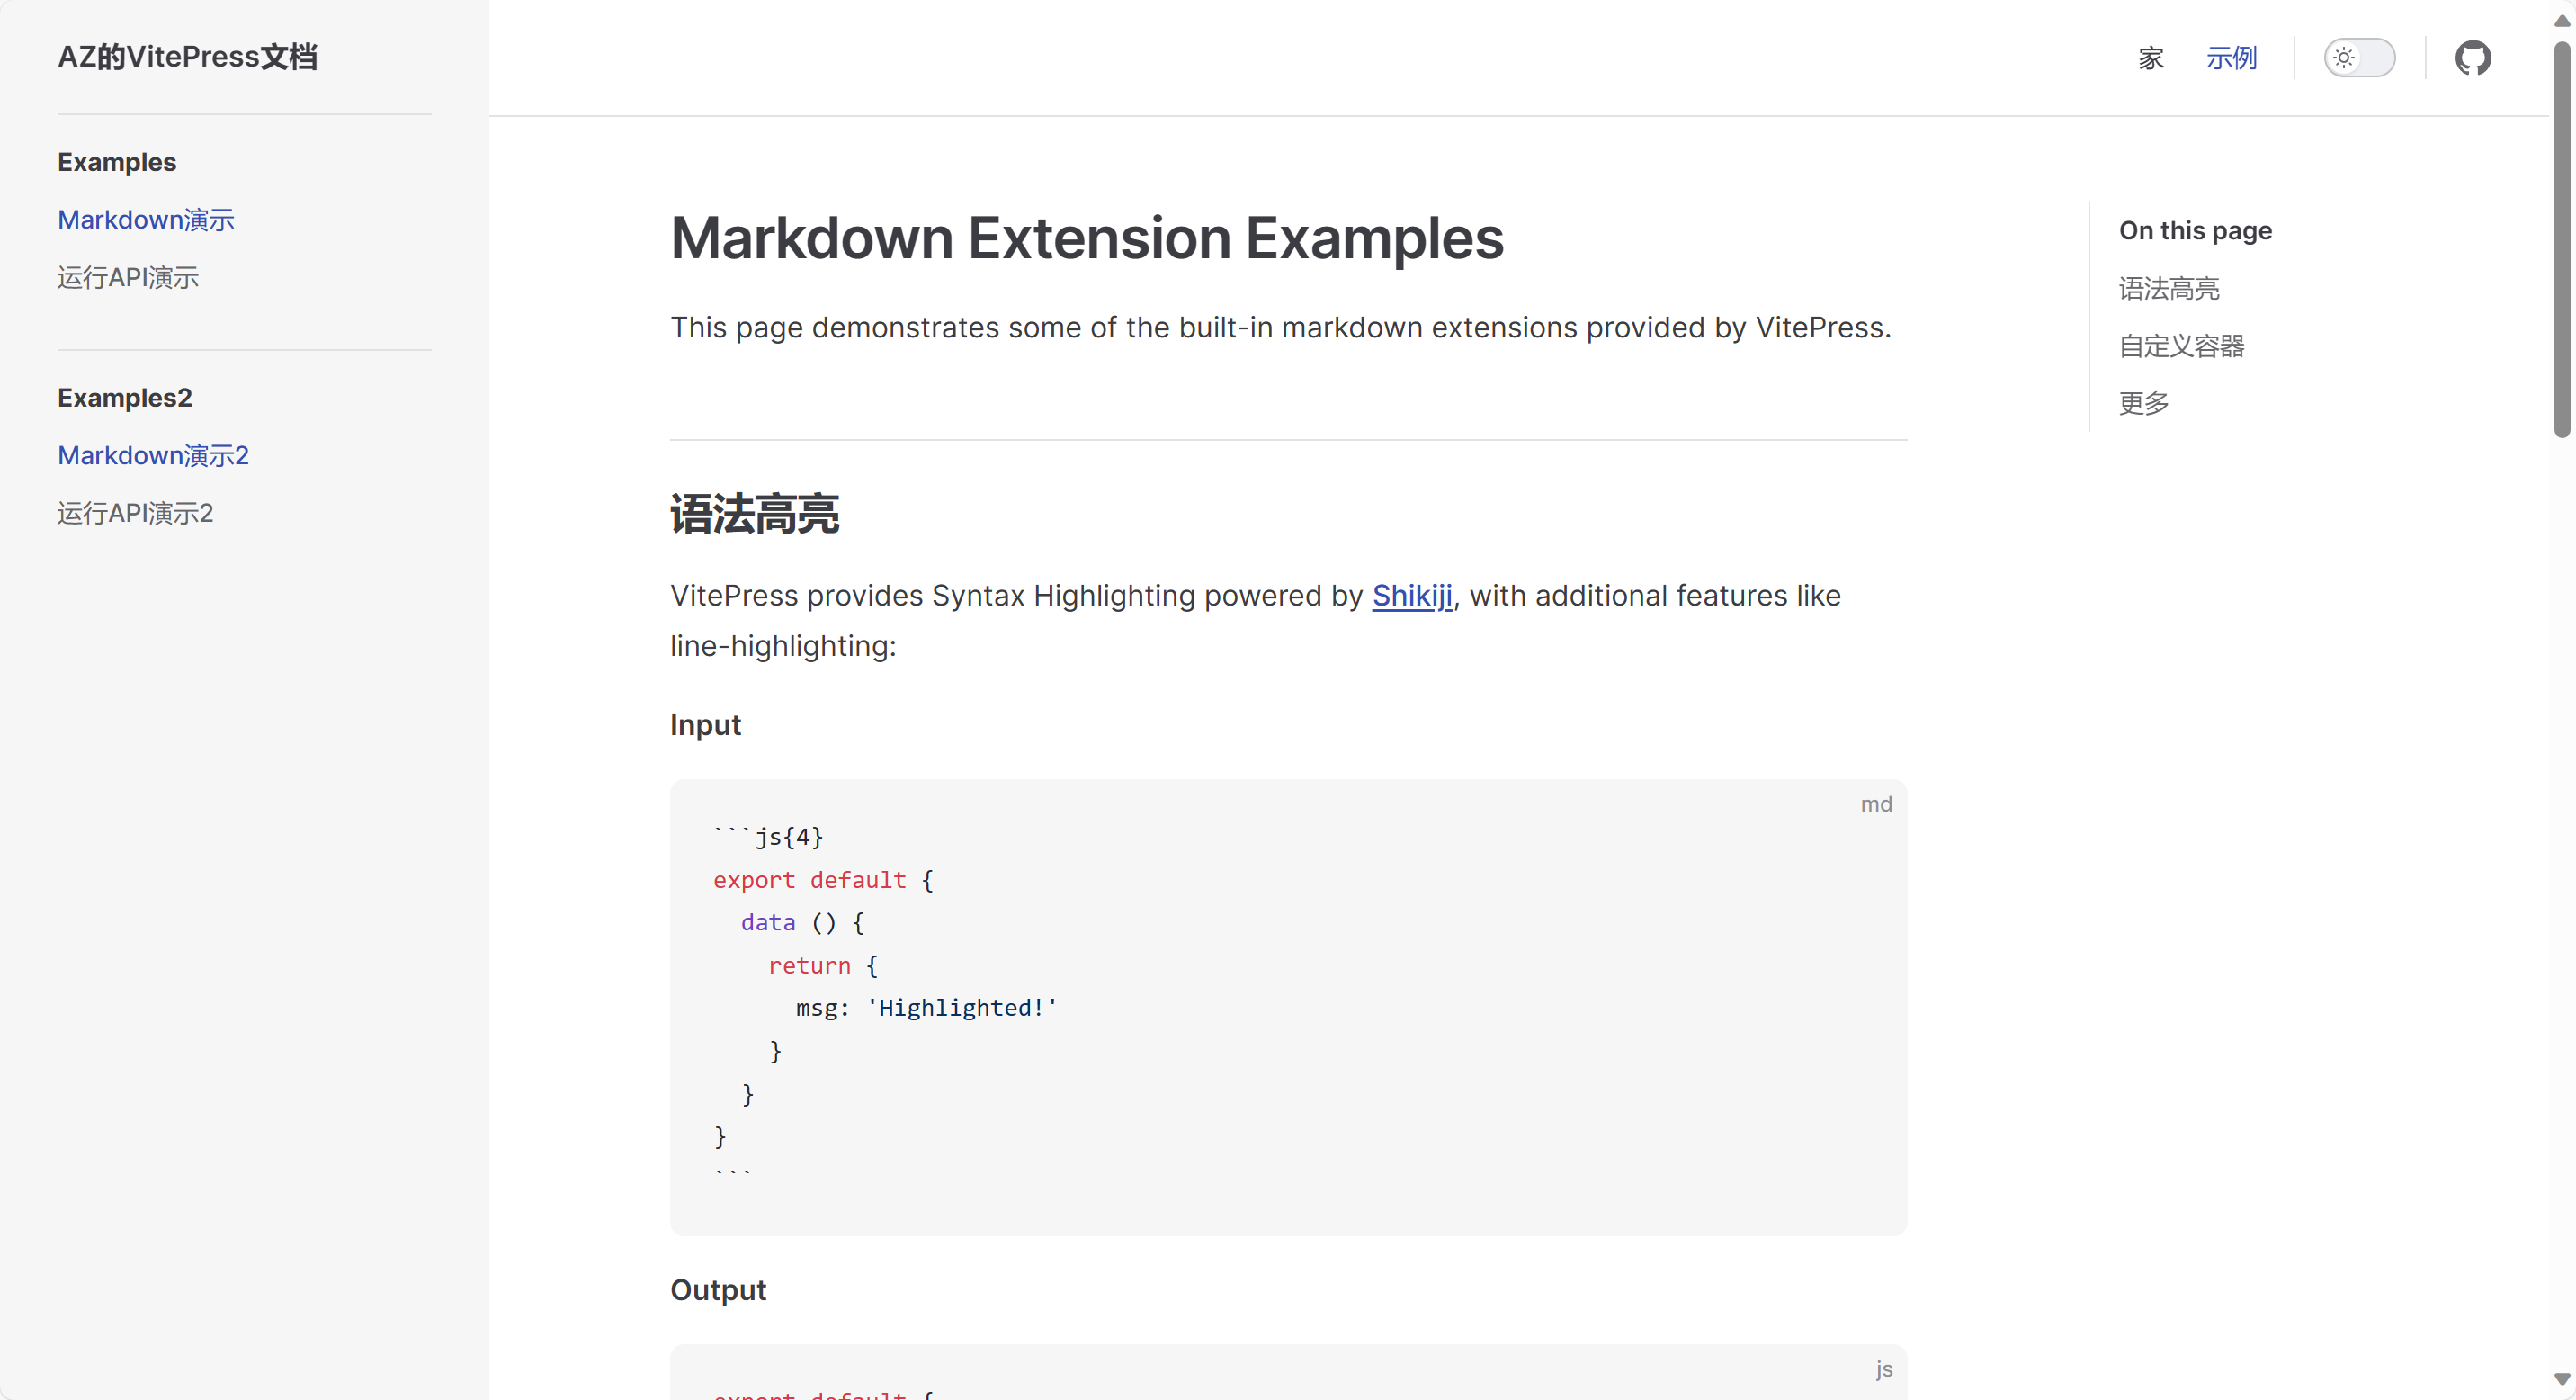 AZ的VitePress文档
Examples
Markdown演示
运行API演示
Examples2
Markdown演示2
运行API演示2
家 示例
Markdown Extension Examples
This page demonstrates some of the built-in markdown extensions provided by VitePress.
语法高亮
VitePress provides Syntax Highlighting powered by Shikiji, with additional features like
line-highlighting:
Input
md
```js{4}
export default {
  data () {
    return {
      msg: 'Highlighted!'
    }
  }
}
```
Output
js
export default {
On this page
语法高亮
自定义容器
更多